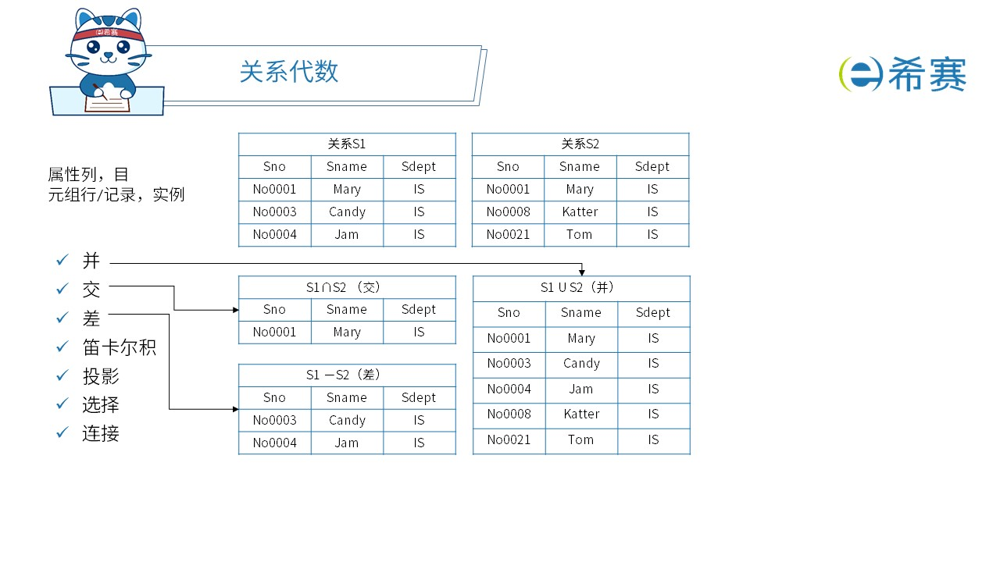 希赛
关系代数
希赛
属性列，目
元组行/记录，实例
关系S1
Sno Sname Sdept
No0001 Mary IS
No0003 Candy IS
No0004 Jam IS
关系S2
Sno Sname Sdept
No0001 Mary IS
No0008 Katter IS
No0021 Tom IS
并
交
差
笛卡尔积
投影
选择
连接
S1∩S2 （交）
Sno Sname Sdept
No0001 Mary IS
S1 －S2（差）
Sno Sname Sdept
No0003 Candy IS
No0004 Jam IS
S1 U S2（并）
Sno Sname Sdept
No0001 Mary IS
No0003 Candy IS
No0004 Jam IS
No0008 Katter IS
No0021 Tom IS